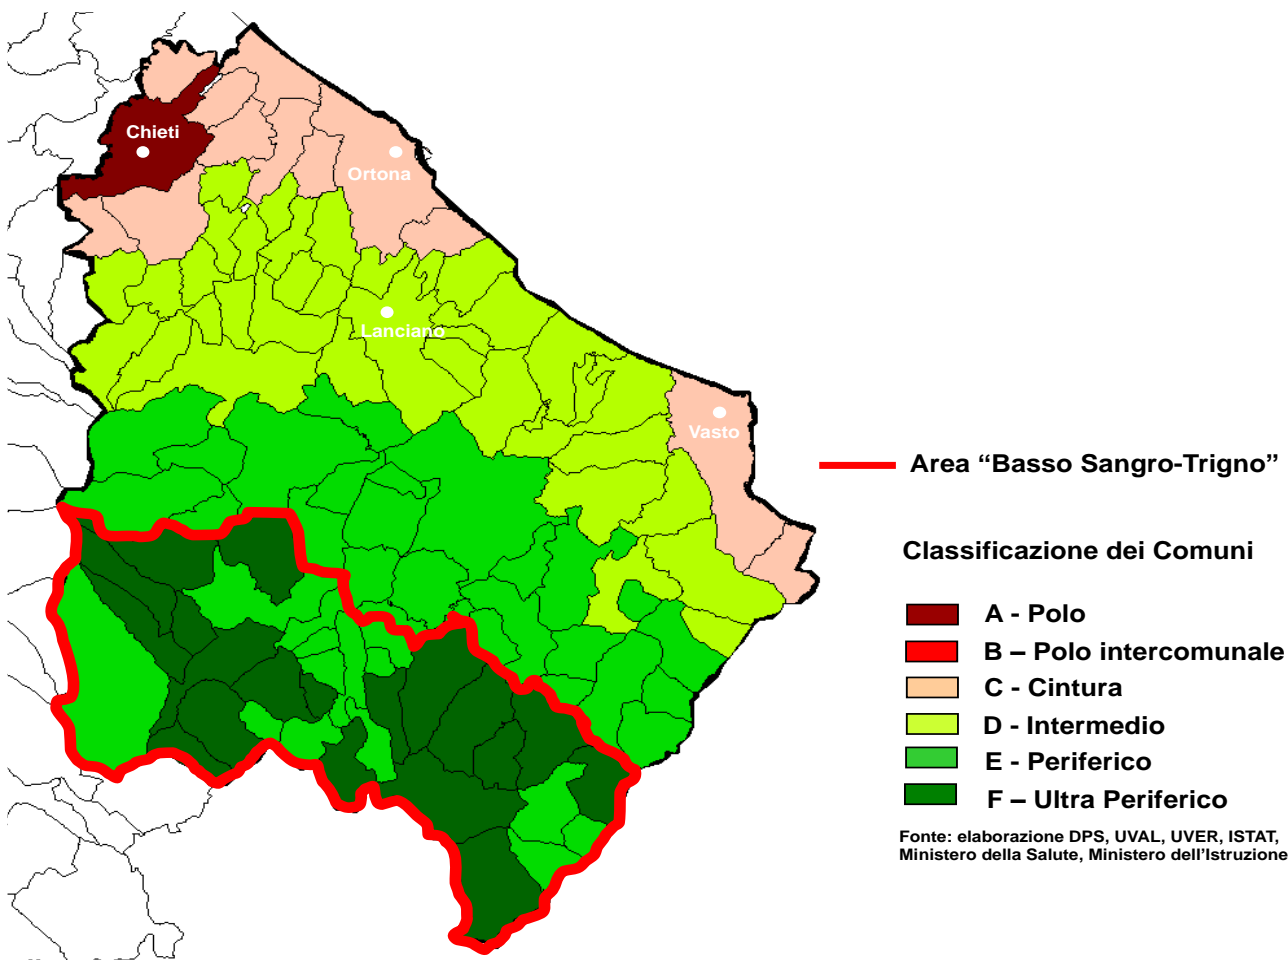 Chieti
Ortona
Lanciano
Vasto
Area “Basso Sangro-Trigno”
Classificazione dei Comuni
A - Polo
B – Polo intercomunale
C - Cintura
D - Intermedio
E - Periferico
F – Ultra Periferico
Fonte: elaborazione DPS, UVAL, UVER, ISTAT,
Ministero della Salute, Ministero dell’Istruzione